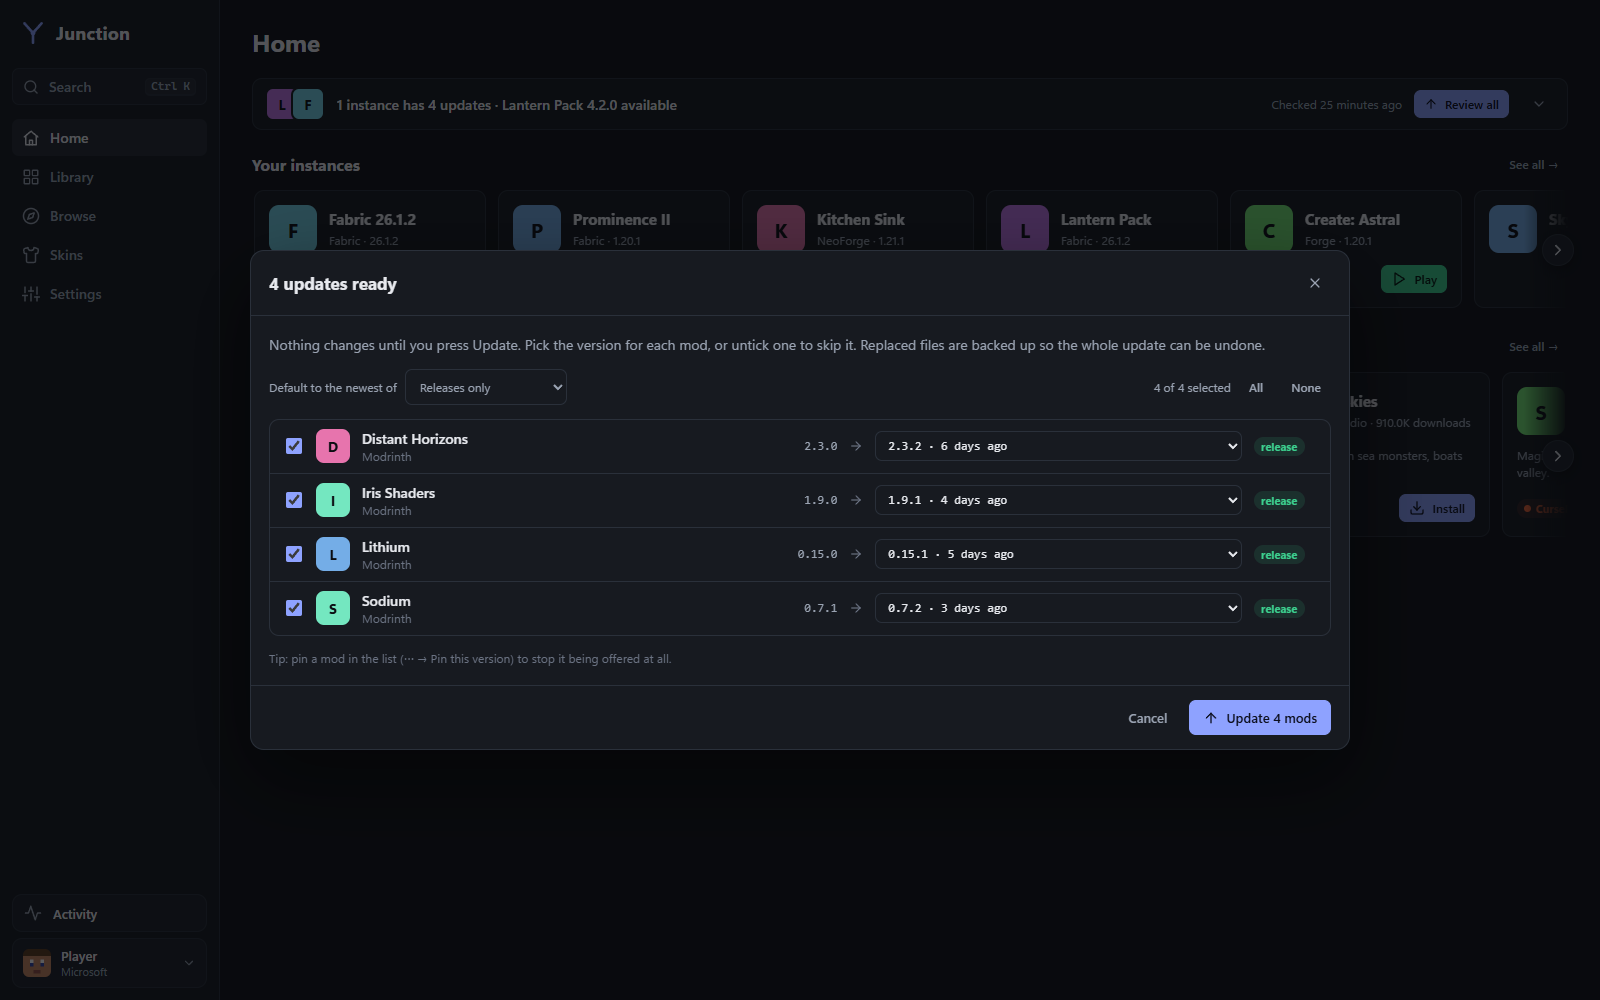 Junction
Search
Ctrl K
Home
Library
Browse
Skins
Settings
Activity
Player
Microsoft
Home
L
F
1 instance has 4 updates · Lantern Pack 4.2.0 available
Checked 25 minutes ago
Review all
Your instances
See all →
F
Fabric 26.1.2
Fabric · 26.1.2
P
Prominence II
Fabric · 1.20.1
K
Kitchen Sink
NeoForge · 1.21.1
L
Lantern Pack
Fabric · 26.1.2
C
Create: Astral
Forge · 1.20.1
Play
S
See all →
kies
dio · 910.0K downloads
sea monsters, boats
Install
S
valley.
4 updates ready
Nothing changes until you press Update. Pick the version for each mod, or untick one to skip it. Replaced files are backed up so the whole update can be undone.
Default to the newest of
Releases only
4 of 4 selected
All
None
D
Distant Horizons
Modrinth
2.3.0 →
2.3.2 · 6 days ago
release
I
Iris Shaders
Modrinth
1.9.0 →
1.9.1 · 4 days ago
release
L
Lithium
Modrinth
0.15.0 →
0.15.1 · 5 days ago
release
S
Sodium
Modrinth
0.7.1 →
0.7.2 · 3 days ago
release
Tip: pin a mod in the list (··· → Pin this version) to stop it being offered at all.
Cancel
Update 4 mods